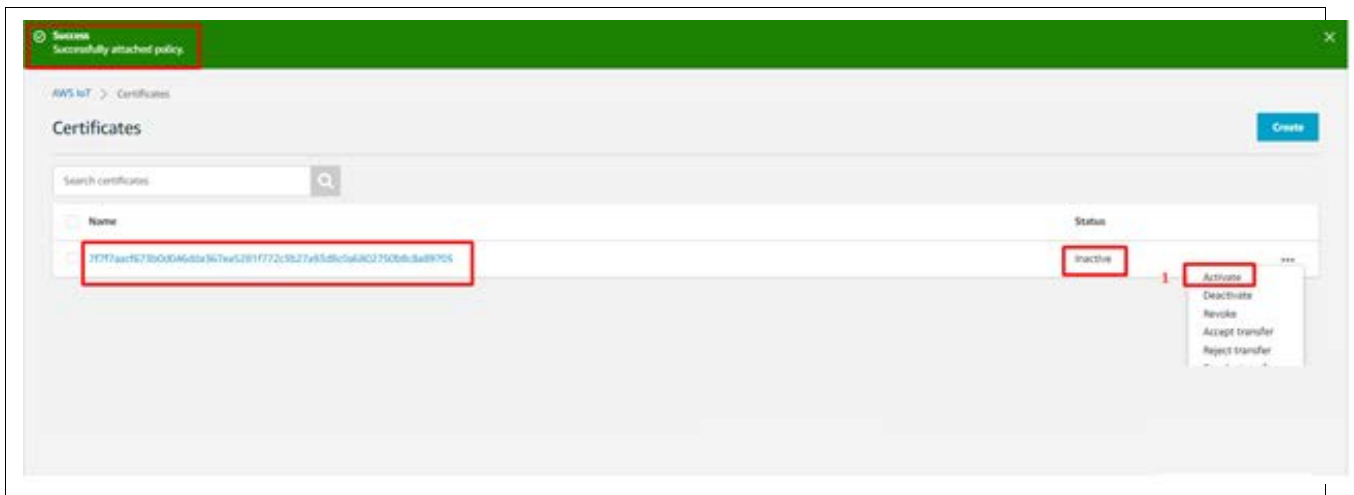 Success
Successfully attached policy.
AWS IoT > Certificates
Certificates
Create
Search certificates
Name
Status
Inactive
1
Activate
Deactivate
Revoke
Accept transfer
Reject transfer